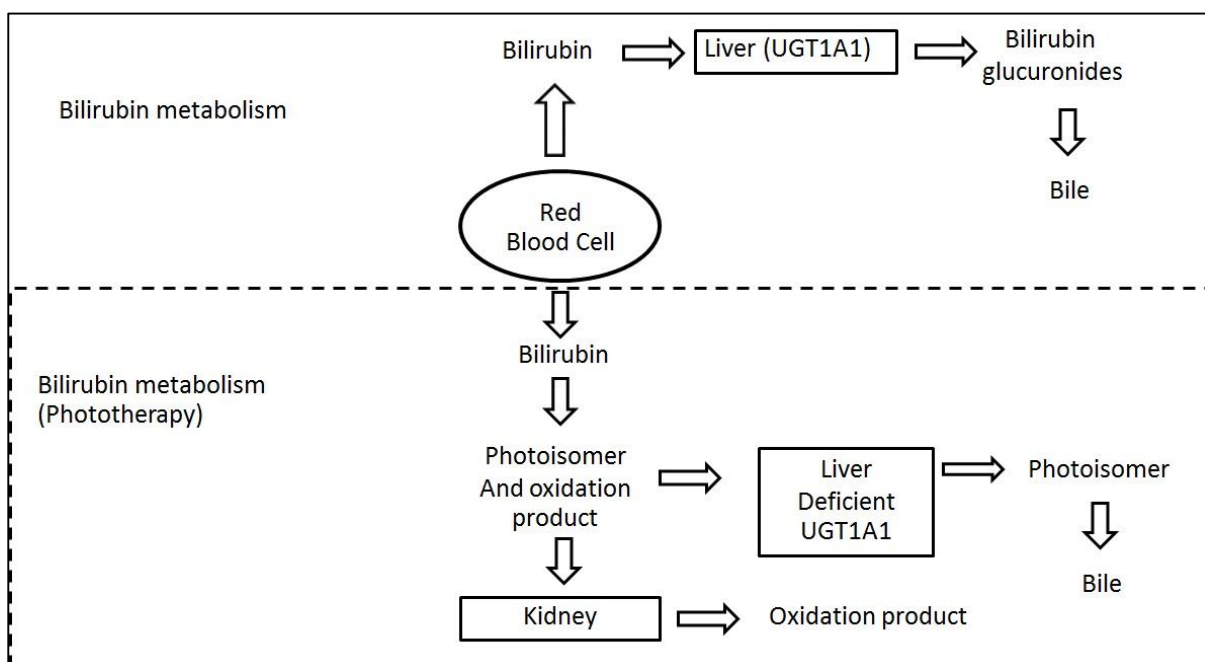 Bilirubin metabolism
Bilirubin
Liver (UGT1A1)
Bilirubin
glucuronides
Bile
Red
Blood Cell
Bilirubin metabolism
(Phototherapy)
Bilirubin
Photoisomer
And oxidation
product
Liver
Deficient
UGT1A1
Photoisomer
Bile
Kidney
Oxidation product